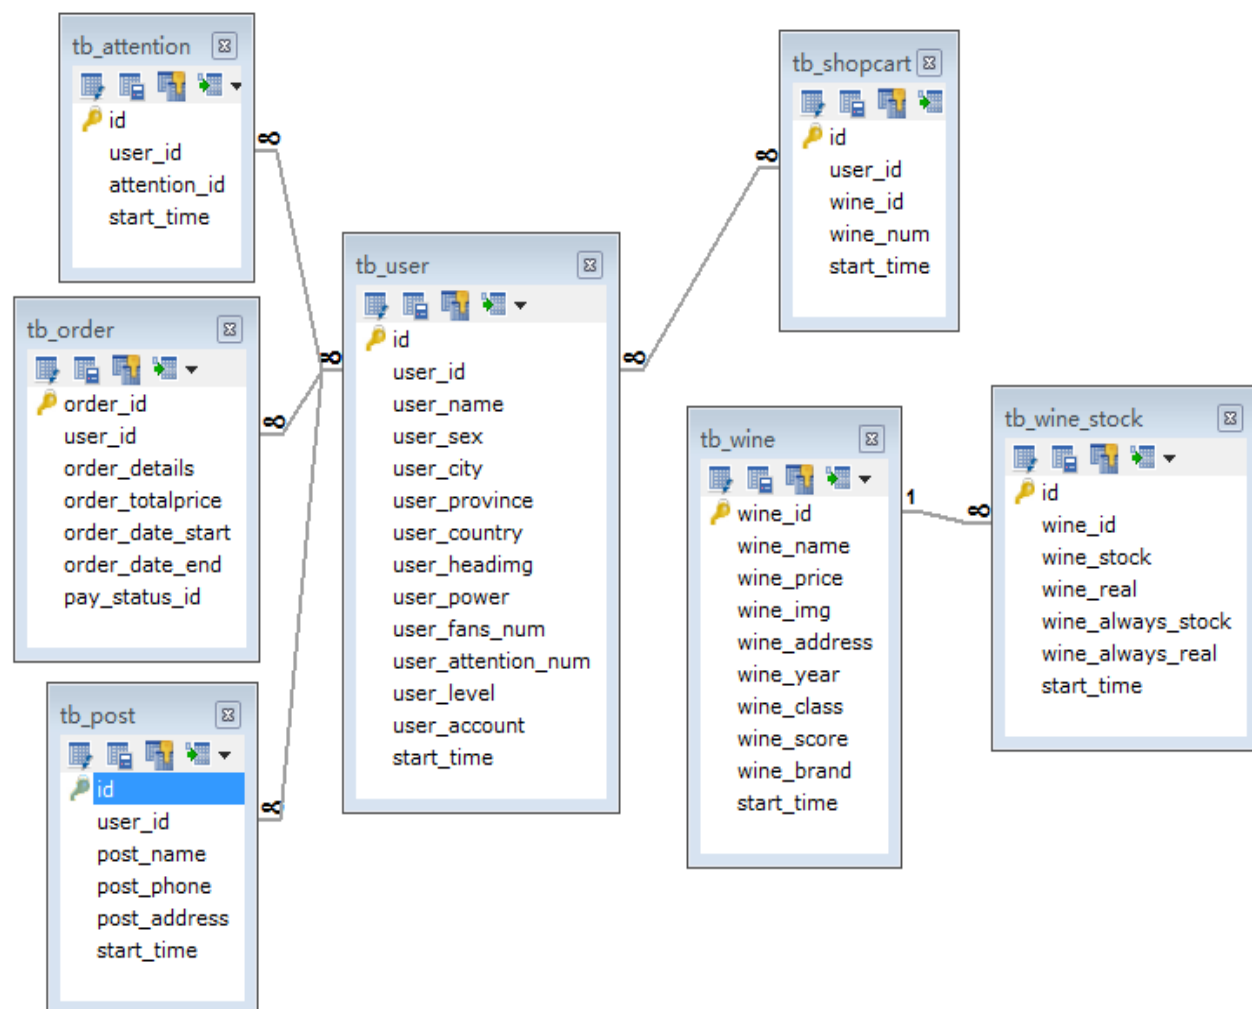 tb_attention
id
user_id
attention_id
start_time
tb_shopcart
id
user_id
wine_id
wine_num
start_time
tb_user
id
user_id
user_name
user_sex
user_city
user_province
user_country
user_headimg
user_power
user_fans_num
user_attention_num
user_level
user_account
start_time
tb_order
order_id
user_id
order_details
order_totalprice
order_date_start
order_date_end
pay_status_id
tb_wine
wine_id
wine_name
wine_price
wine_img
wine_address
wine_year
wine_class
wine_score
wine_brand
start_time
1
tb_wine_stock
id
wine_id
wine_stock
wine_real
wine_always_stock
wine_always_real
start_time
tb_post
id
user_id
post_name
post_phone
post_address
start_time
∞
∞
∞
∞
∞
∞
∞
∞